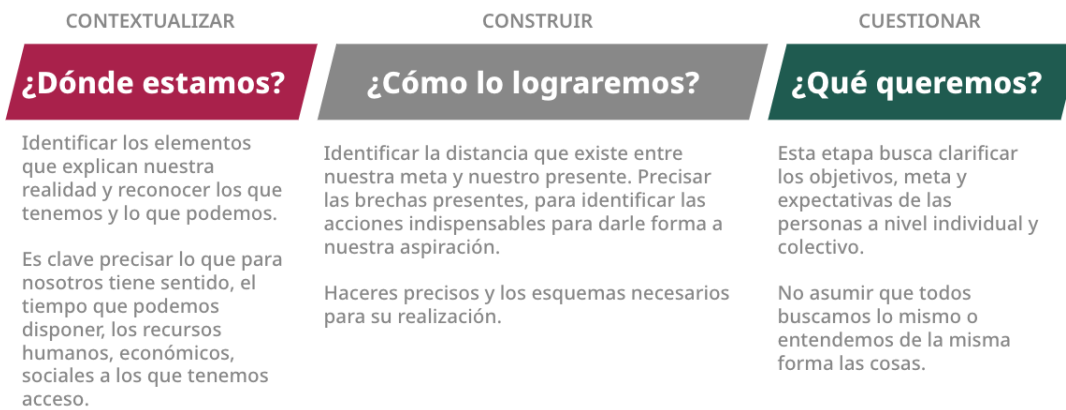 CONTEXTUALIZAR
¿Dónde estamos?
Identificar los elementos
que explican nuestra
realidad y reconocer los que
tenemos y lo que podemos.
Es clave precisar lo que para
nosotros tiene sentido, el
tiempo que podemos
disponer, los recursos
humanos, económicos,
sociales a los que tenemos
acceso.
CONSTRUIR
¿Cómo lo lograremos?
Identificar la distancia que existe entre
nuestra meta y nuestro presente. Precisar
las brechas presentes, para identificar las
acciones indispensables para darle forma a
nuestra aspiración.
Haceres precisos y los esquemas necesarios
para su realización.
CUESTIONAR
¿Qué queremos?
Esta etapa busca clarificar
los objetivos, meta y
expectativas de las
personas a nivel individual y
colectivo.
No asumir que todos
buscamos lo mismo o
entendemos de la misma
forma las cosas.